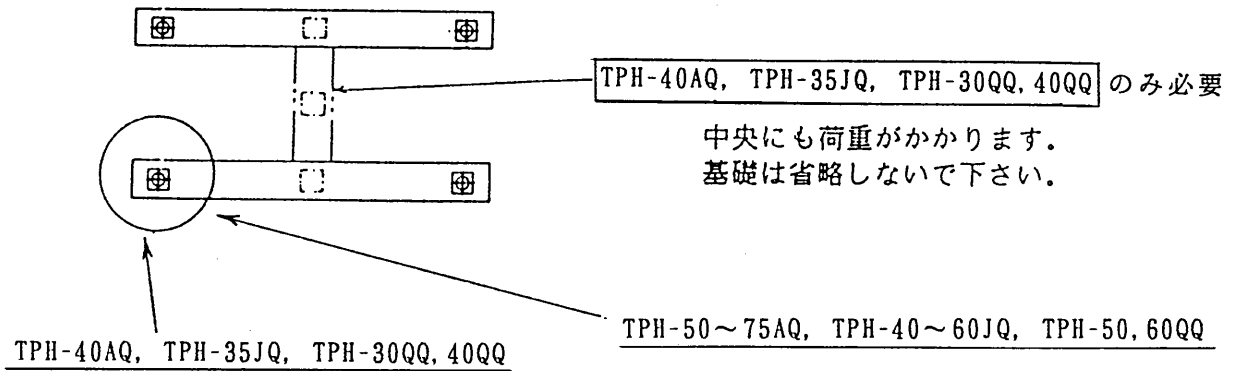 TPH-40AQ, TPH-35JQ, TPH-30QQ,40QQ のみ必要
中央にも荷重がかかります.
基礎は省略しないで下さい.
TPH-50～75AQ, TPH-40～60JQ, TPH-50,60QQ
TPH-40AQ, TPH-35JQ, TPH-30QQ,40QQ